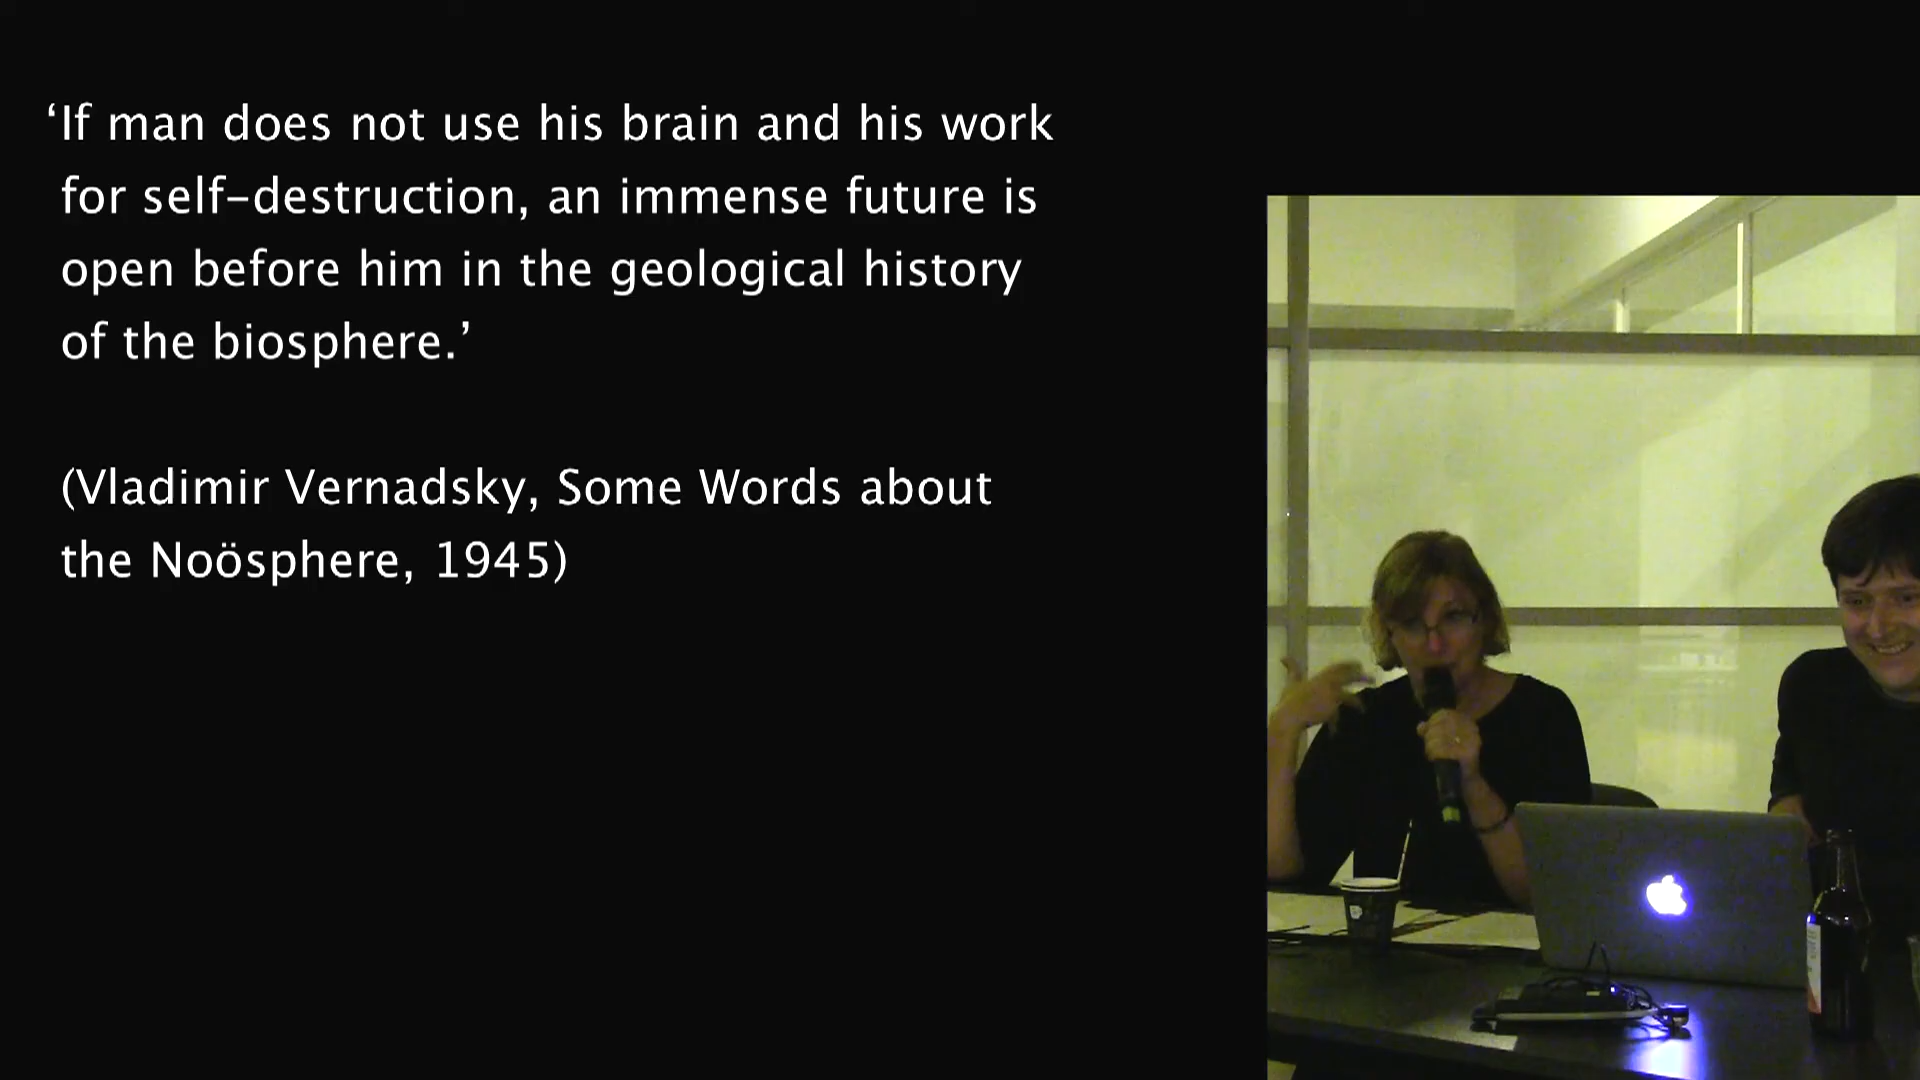 ‘If man does not use his brain and his work
for self-destruction, an immense future is
open before him in the geological history
of the biosphere.’
(Vladimir Vernadsky, Some Words about
the Noösphere, 1945)